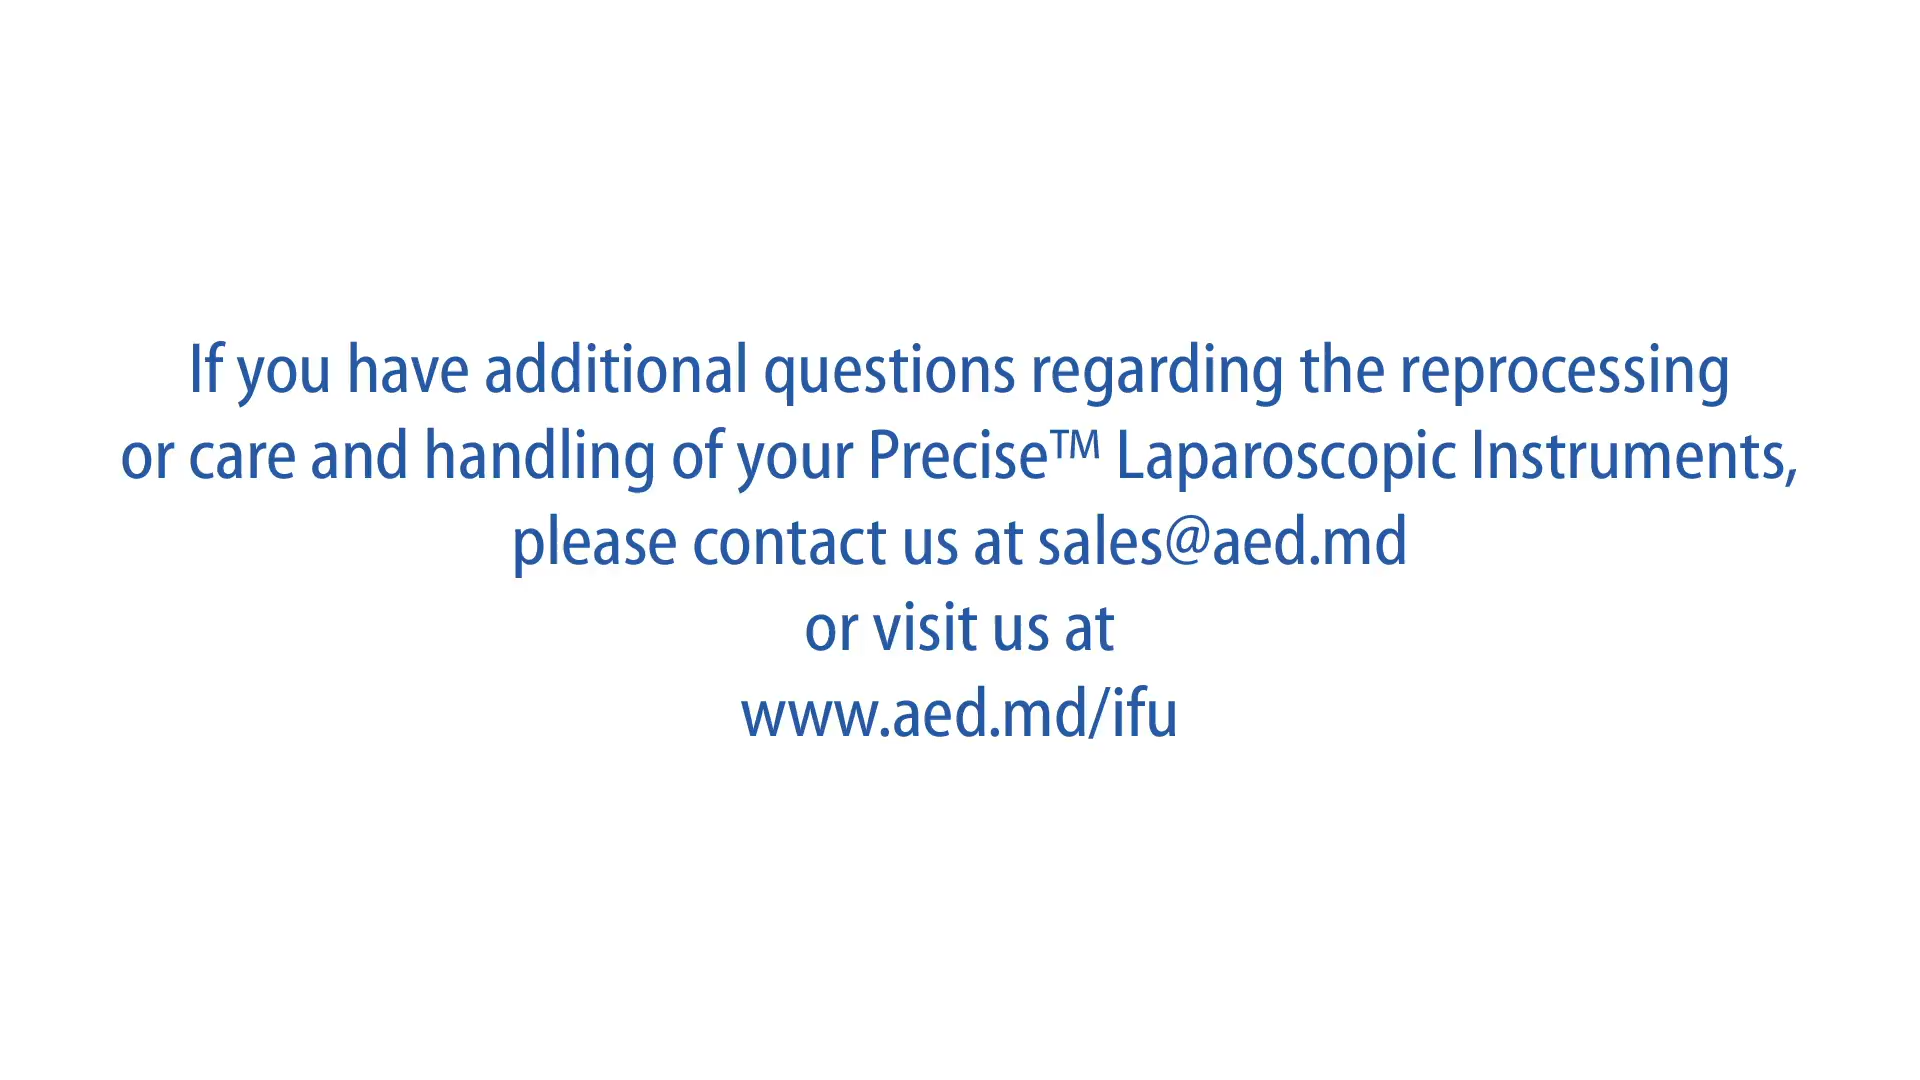 If you have additional questions regarding the reprocessing
or care and handling of your Precise™ Laparoscopic Instruments,
please contact us at sales@aed.md
or visit us at
www.aed.md/ifu